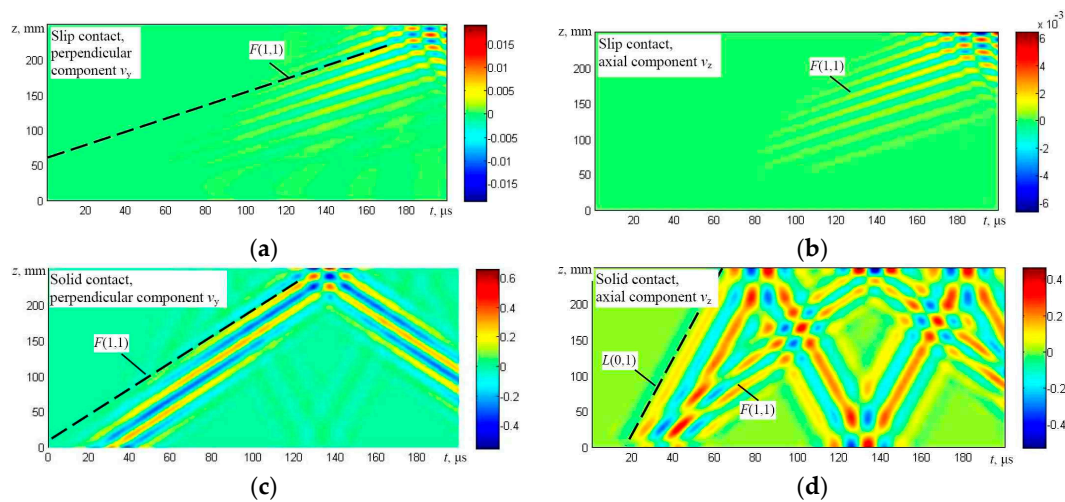 z, mm
Slip contact,
perpendicular
component vy
F(1,1)
200
150
100
50
0
20 40 60 80 100 120 140 160 180 t, μs
0.015
0.01
0.005
0
-0.005
-0.01
-0.015
(a)
z, mm
Slip contact,
axial component vz
F(1,1)
200
150
100
50
0
20 40 60 80 100 120 140 160 180 t, μs
x 10-3
6
4
2
0
-2
-4
-6
(b)
z, mm
Solid contact,
perpendicular component vy
F(1,1)
200
150
100
50
0
0 20 40 60 80 100 120 140 160 180 t, μs
0.6
0.4
0.2
0
-0.2
-0.4
(c)
z, mm
Solid contact,
axial component vz
L(0,1)
F(1,1)
200
150
100
50
0
20 40 60 80 100 120 140 160 180 t, μs
0.4
0.2
0
-0.2
-0.4
(d)